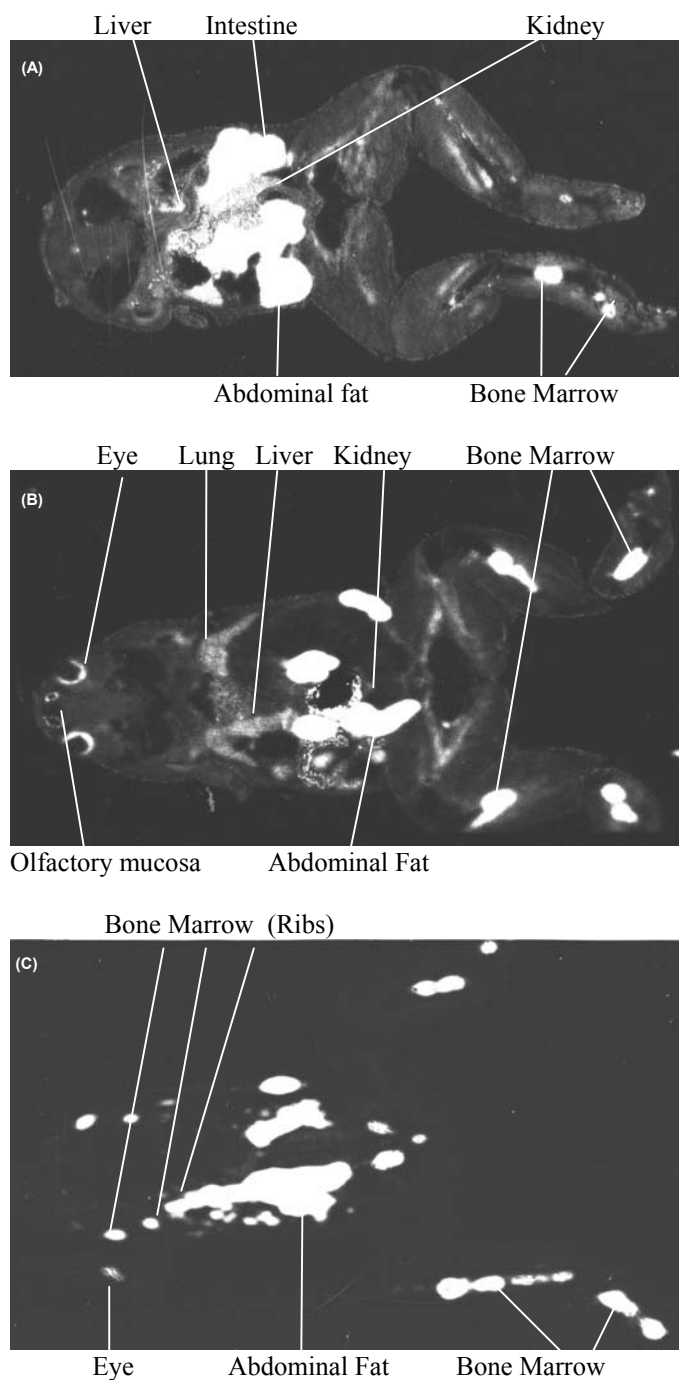 Liver Intestine Kidney
(A)
Abdominal fat Bone Marrow
Eye Lung Liver Kidney Bone Marrow
(B)
Olfactory mucosa Abdominal Fat
Bone Marrow (Ribs)
(C)
Eye Abdominal Fat Bone Marrow